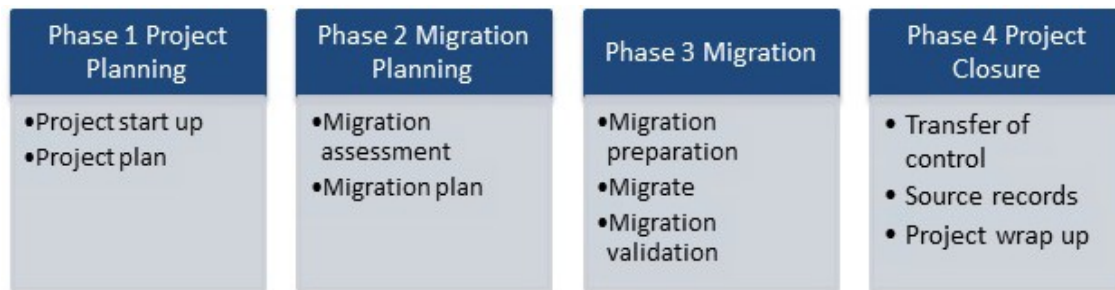 Phase 1 Project
Planning
•Project start up
•Project plan
Phase 2 Migration
Planning
•Migration
assessment
•Migration plan
Phase 3 Migration
•Migration
preparation
•Migrate
•Migration
validation
Phase 4 Project
Closure
• Transfer of
control
• Source records
• Project wrap up